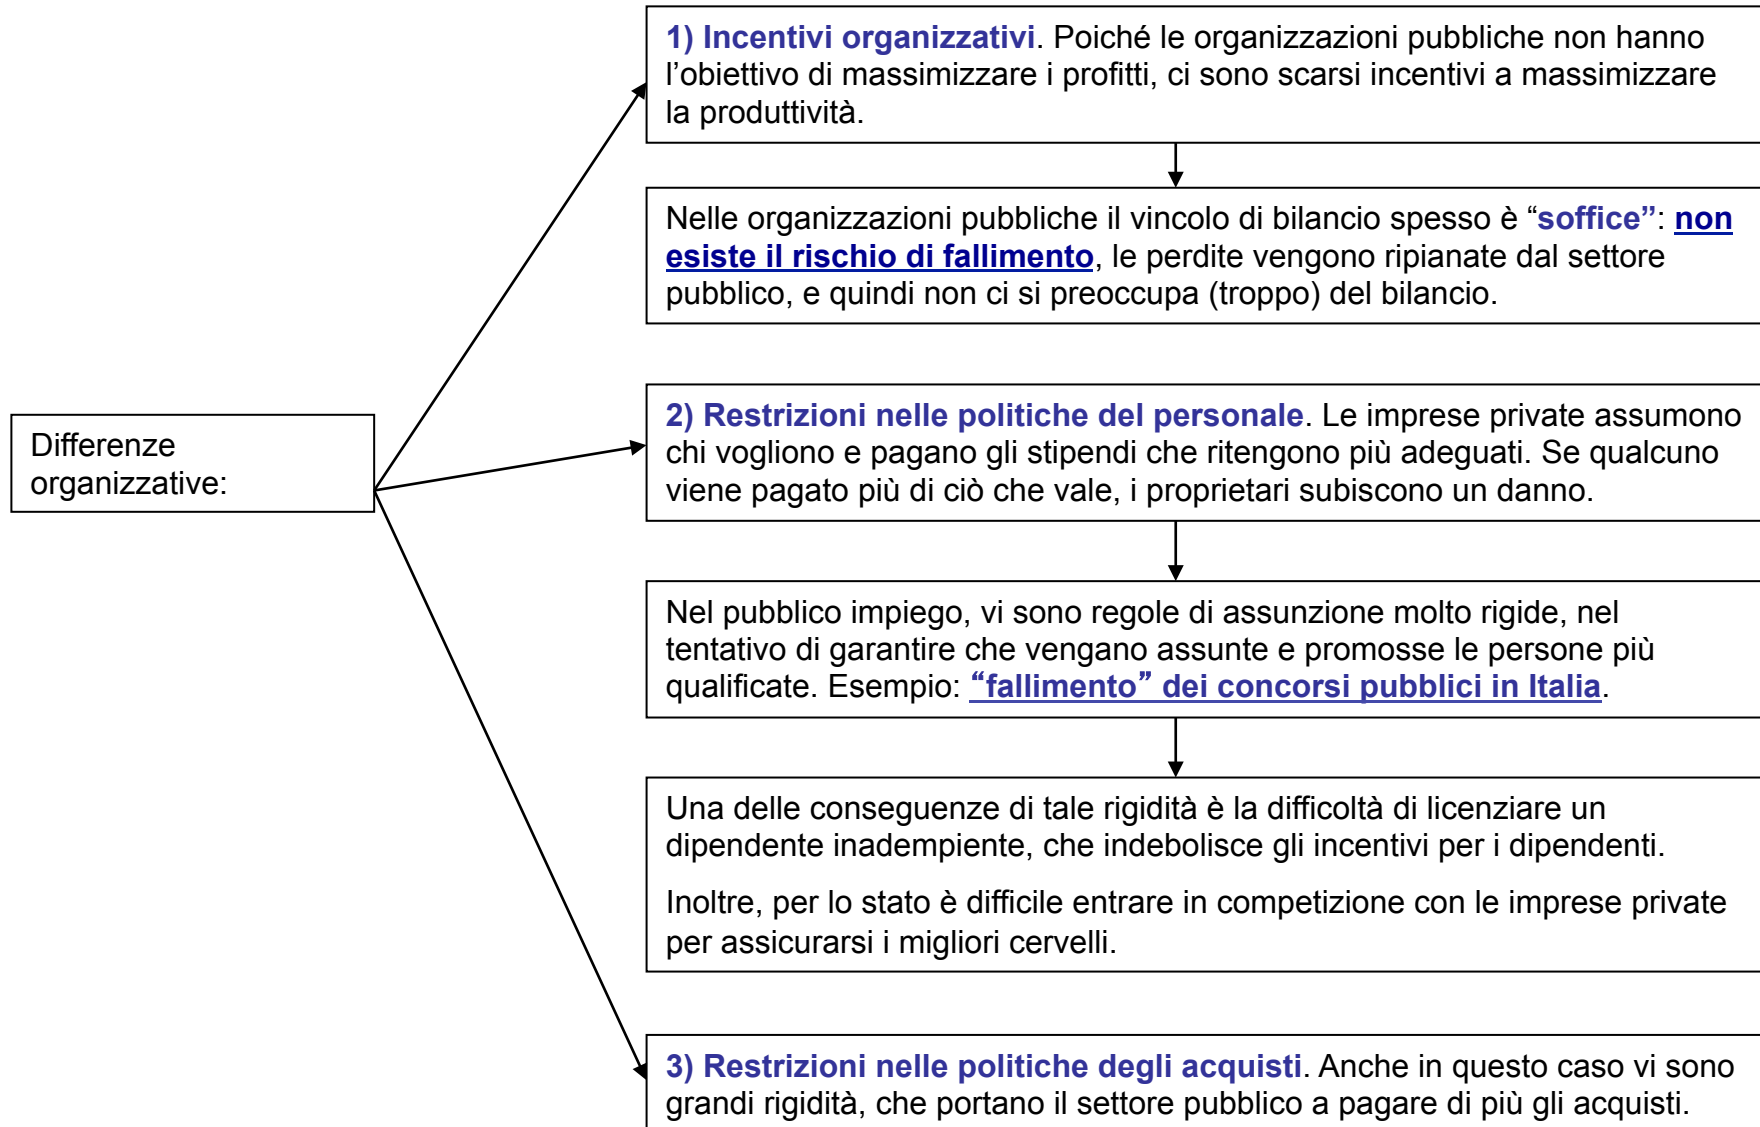 1) Incentivi organizzativi. Poiché le organizzazioni pubbliche non hanno
l’obiettivo di massimizzare i profitti, ci sono scarsi incentivi a massimizzare
la produttività.
Nelle organizzazioni pubbliche il vincolo di bilancio spesso è “soffice”: non
esiste il rischio di fallimento, le perdite vengono ripianate dal settore
pubblico, e quindi non ci si preoccupa (troppo) del bilancio.
Differenze
organizzative:
2) Restrizioni nelle politiche del personale. Le imprese private assumono
chi vogliono e pagano gli stipendi che ritengono più adeguati. Se qualcuno
viene pagato più di ciò che vale, i proprietari subiscono un danno.
Nel pubblico impiego, vi sono regole di assunzione molto rigide, nel
tentativo di garantire che vengano assunte e promosse le persone più
qualificate. Esempio: “fallimento” dei concorsi pubblici in Italia.
Una delle conseguenze di tale rigidità è la difficoltà di licenziare un
dipendente inadempiente, che indebolisce gli incentivi per i dipendenti.
Inoltre, per lo stato è difficile entrare in competizione con le imprese private
per assicurarsi i migliori cervelli.
3) Restrizioni nelle politiche degli acquisti. Anche in questo caso vi sono
grandi rigidità, che portano il settore pubblico a pagare di più gli acquisti.